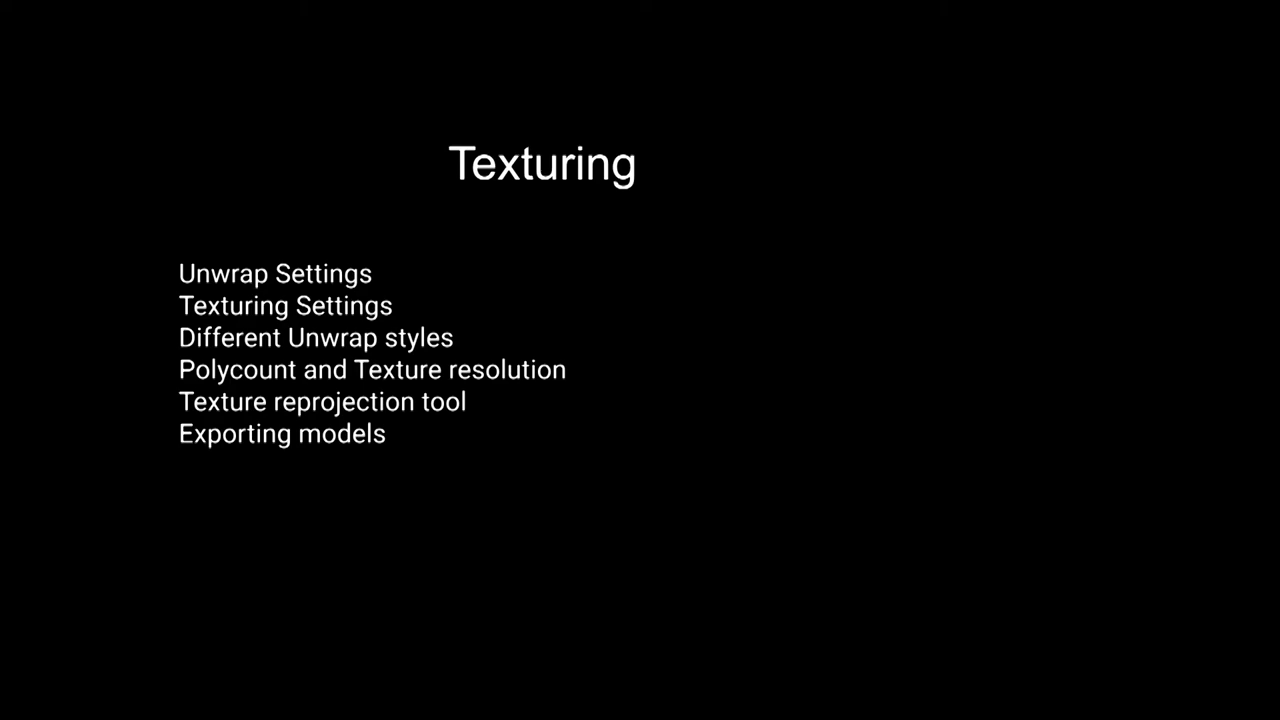 Texturing
Unwrap Settings
Texturing Settings
Different Unwrap styles
Polycount and Texture resolution
Texture reprojection tool
Exporting models